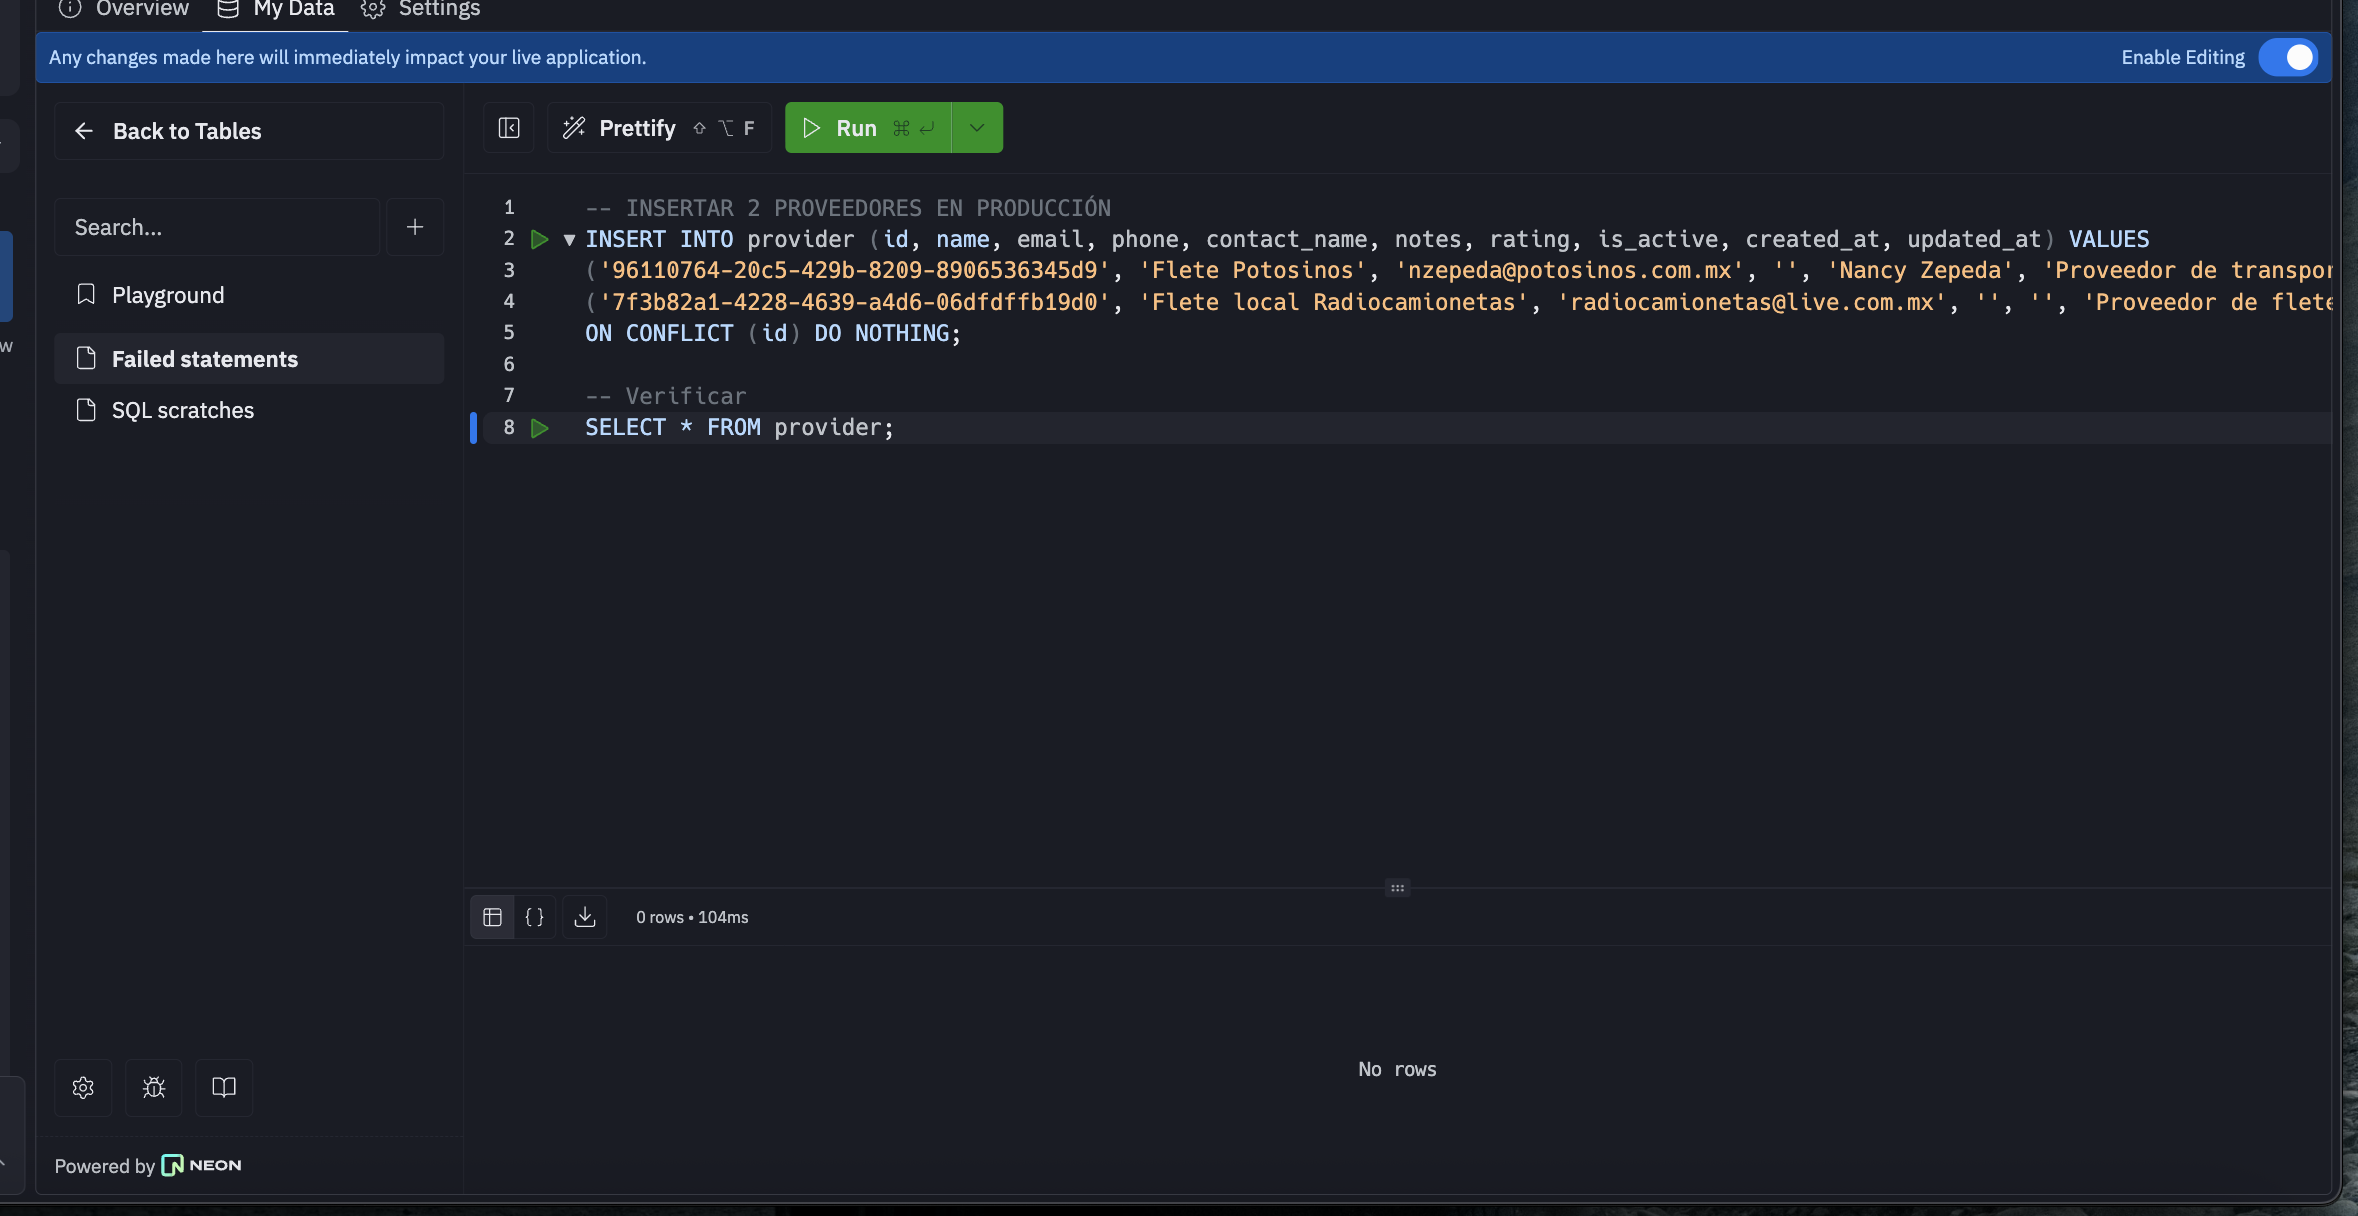 Overview My Data Settings
Any changes made here will immediately impact your live application. Enable Editing
Back to Tables
Prettify ⇧ ⌥ F Run ⌘ ↵
Search...
Playground
Failed statements
SQL scratches
1 -- INSERTAR 2 PROVEEDORES EN PRODUCCIÓN
2 INSERT INTO provider (id, name, email, phone, contact_name, notes, rating, is_active, created_at, updated_at) VALUES
3 ('96110764-20c5-429b-8209-8906536345d9', 'Flete Potosinos', 'nzepeda@potosinos.com.mx', '', 'Nancy Zepeda', 'Proveedor de transpor
4 ('7f3b82a1-4228-4639-a4d6-06dfdffb19d0', 'Flete local Radiocamionetas', 'radiocamionetas@live.com.mx', '', '', 'Proveedor de flete
5 ON CONFLICT (id) DO NOTHING;
6
7 -- Verificar
8 SELECT * FROM provider;
{ } 0 rows • 104ms
No rows
Powered by NEON